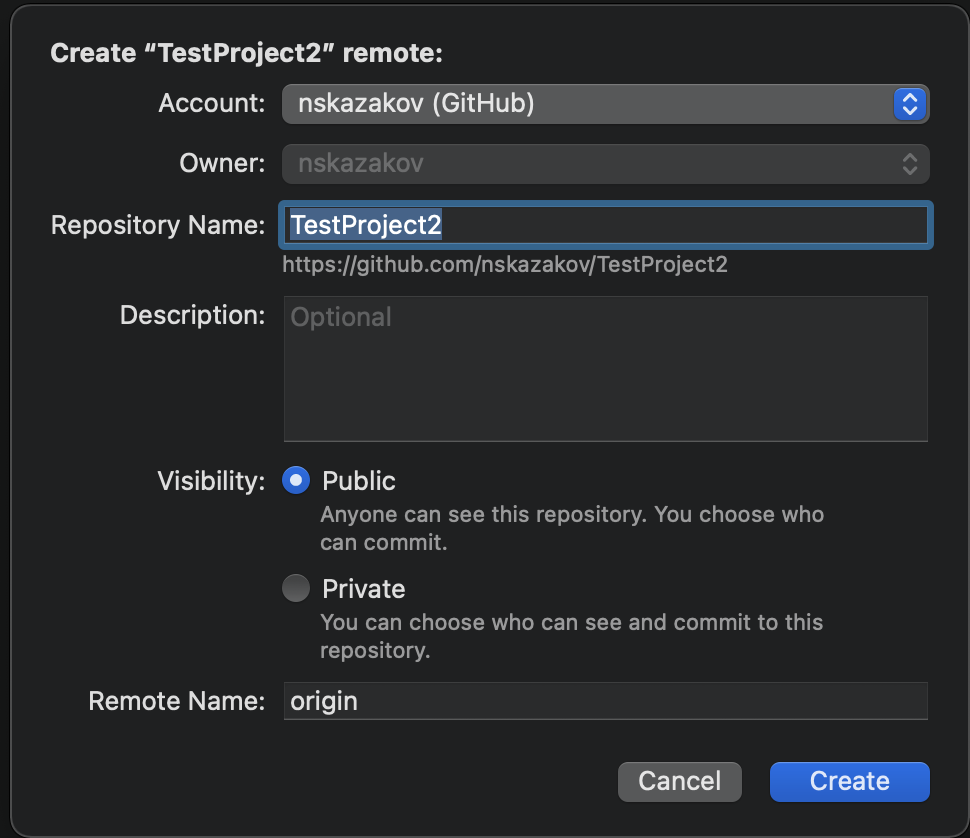 Create “TestProject2” remote:
Account: nskazakov (GitHub)
Owner: nskazakov
Repository Name: TestProject2
https://github.com/nskazakov/TestProject2
Description: Optional
Visibility: Public
Anyone can see this repository. You choose who
can commit.
Private
You can choose who can see and commit to this
repository.
Remote Name: origin
Cancel Create